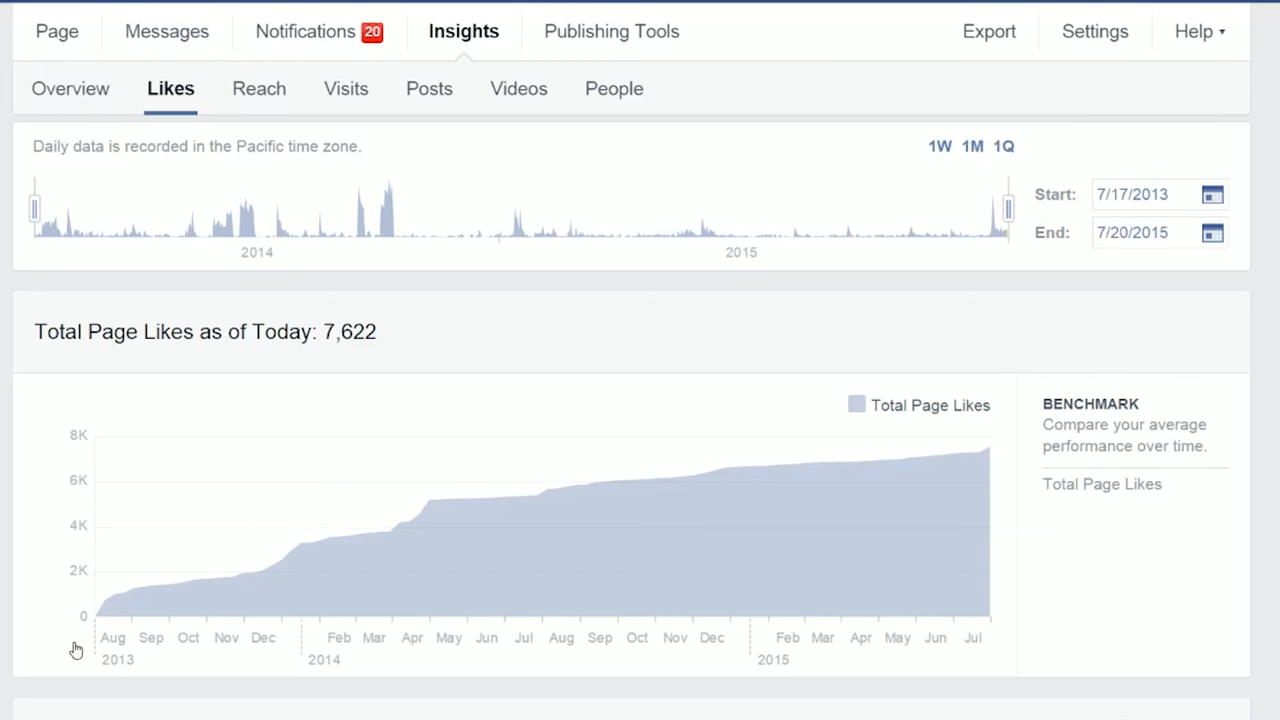 Page Messages Notifications 20 Insights Publishing Tools Export Settings Help
Overview Likes Reach Visits Posts Videos People
Daily data is recorded in the Pacific time zone.
1W 1M 1Q
Start: 7/17/2013
End: 7/20/2015
2014 2015
Total Page Likes as of Today: 7,622
Total Page Likes
BENCHMARK
Compare your average
performance over time.
Total Page Likes
8K
6K
4K
2K
0
Aug Sep Oct Nov Dec Feb Mar Apr May Jun Jul Aug Sep Oct Nov Dec Feb Mar Apr May Jun Jul
2013 2014 2015